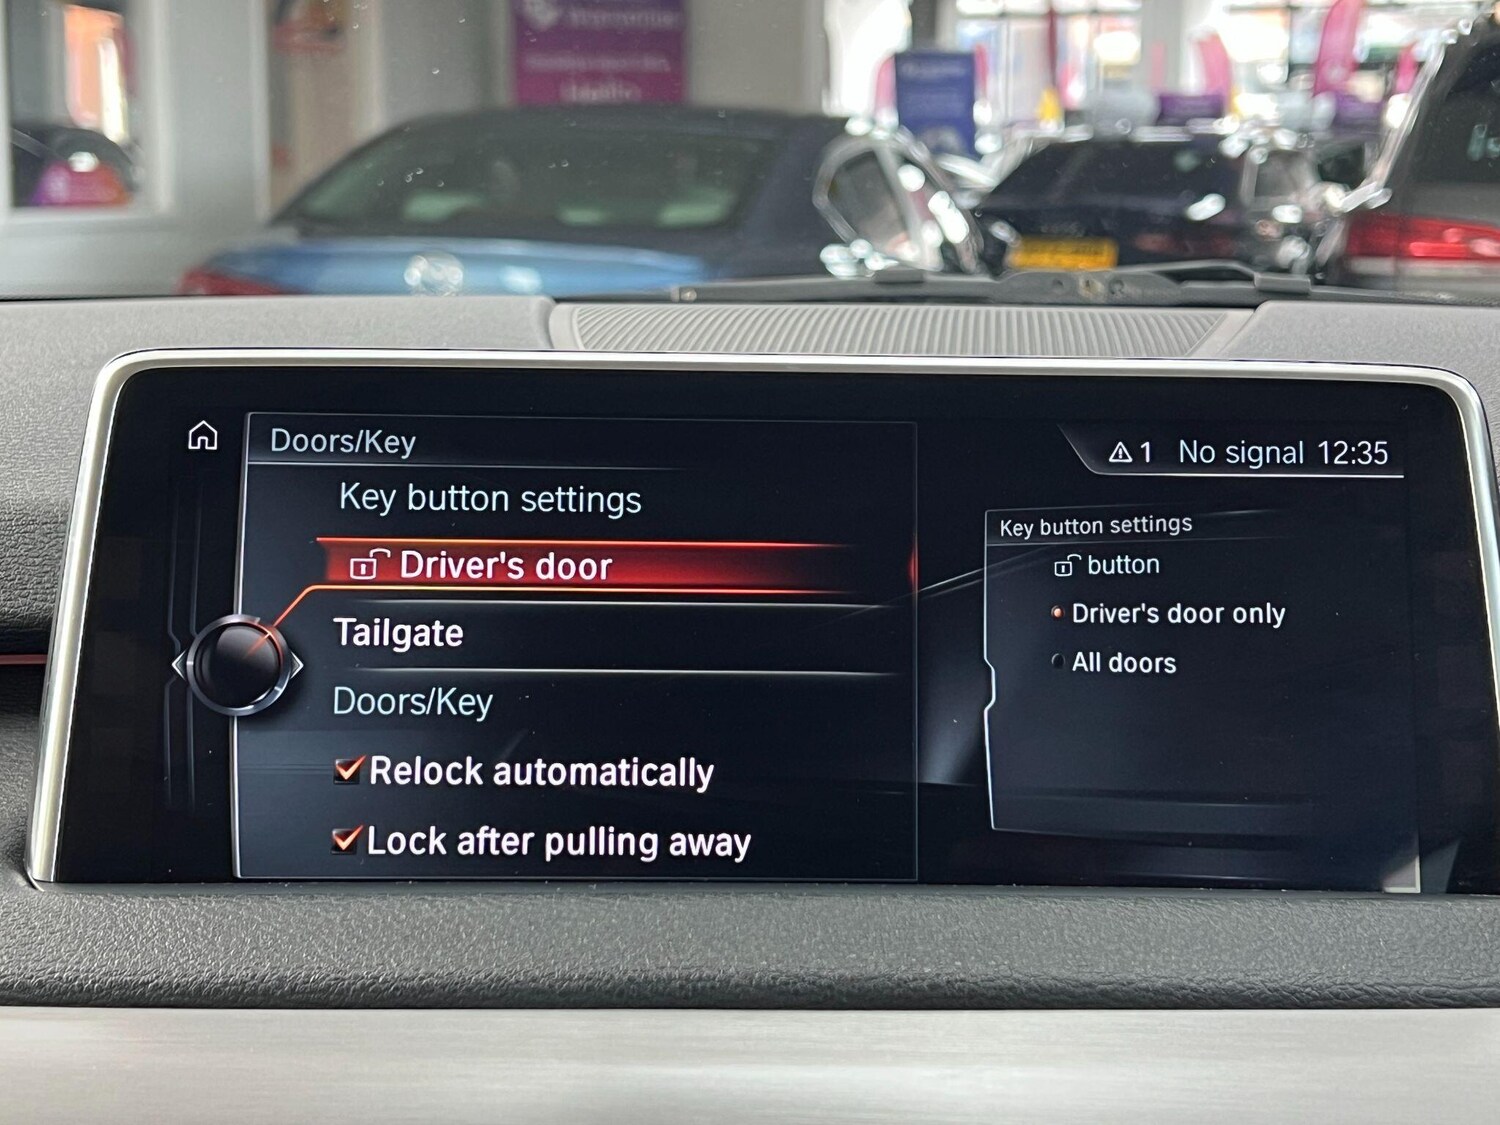 Doors/Key
Key button settings
Driver's door
Tailgate
Doors/Key
Relock automatically
Lock after pulling away
1 No signal 12:35
Key button settings
button
Driver's door only
All doors